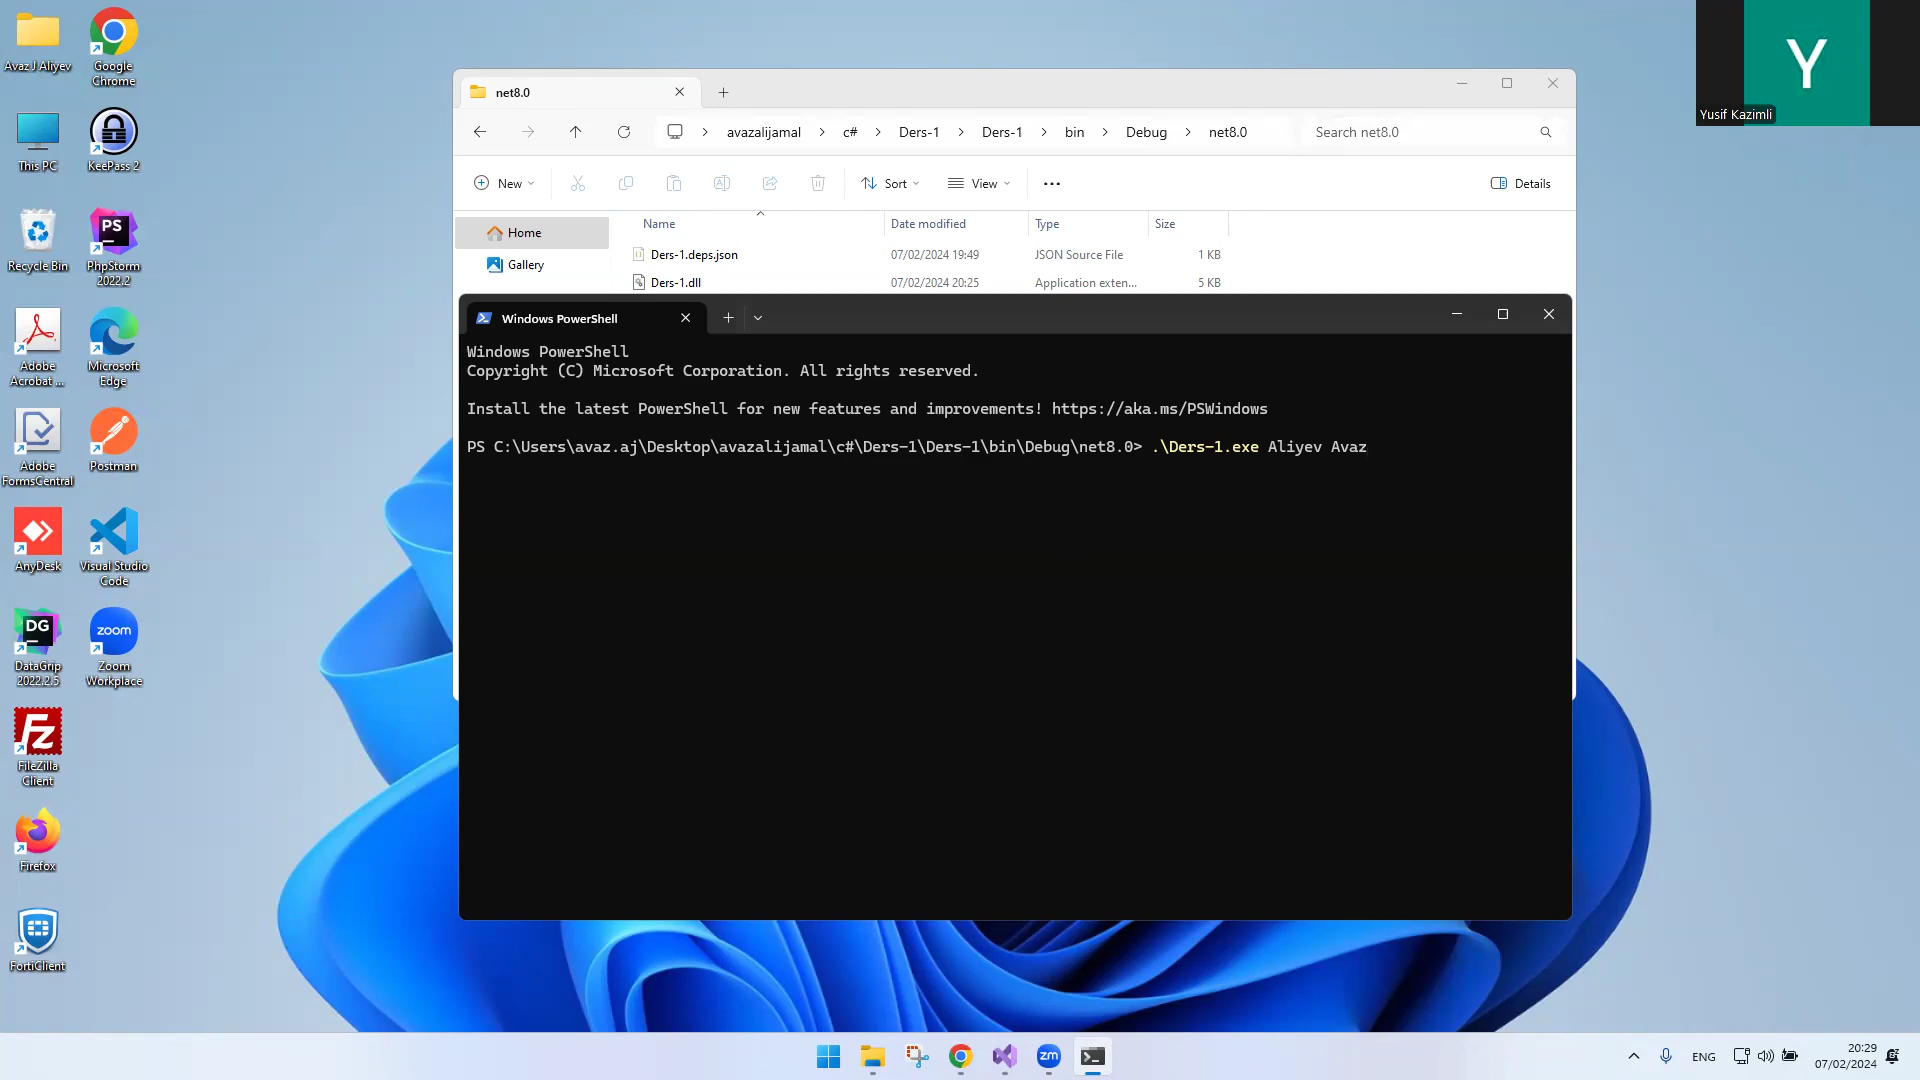 Avaz J Aliyev
Google
Chrome
This PC
KeePass 2
Recycle Bin
PS
PhpStorm
2022.2
Adobe
Acrobat ...
Microsoft
Edge
Adobe
FormsCentral
Postman
AnyDesk
Visual Studio
Code
DG
DataGrip
2022.2.5
zoom
Zoom
Workplace
Fz
FileZilla
Client
Firefox
FortiClient
net8.0
avazalijamal > c# > Ders-1 > Ders-1 > bin > Debug > net8.0
Search net8.0
New
Sort
View
Details
Name
Date modified
Type
Size
Home
Gallery
Ders-1.deps.json 07/02/2024 19:49 JSON Source File 1 KB
Ders-1.dll 07/02/2024 20:25 Application exten... 5 KB
Windows PowerShell
Windows PowerShell
Copyright (C) Microsoft Corporation. All rights reserved.
Install the latest PowerShell for new features and improvements! https://aka.ms/PSWindows
PS C:\Users\avaz.aj\Desktop\avazalijamal\c#\Ders-1\Ders-1\bin\Debug\net8.0> .\Ders-1.exe Aliyev Avaz
Y
Yusif Kazimli
zm
ENG
20:29
07/02/2024